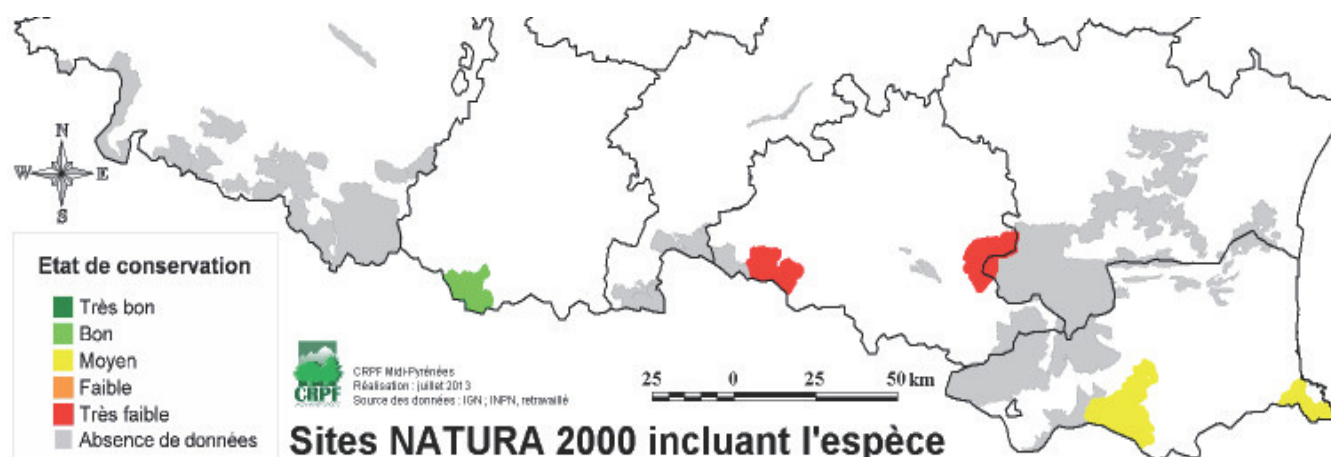 N
W E
S
Etat de conservation
Très bon
Bon
Moyen
Faible
Très faible
Absence de données
CRPF
CRPF Midi-Pyrénées
Réalisation : juillet 2013
Source des données : IGN ; INPN, retravaillé
25 0 25 50 km
Sites NATURA 2000 incluant l'espèce